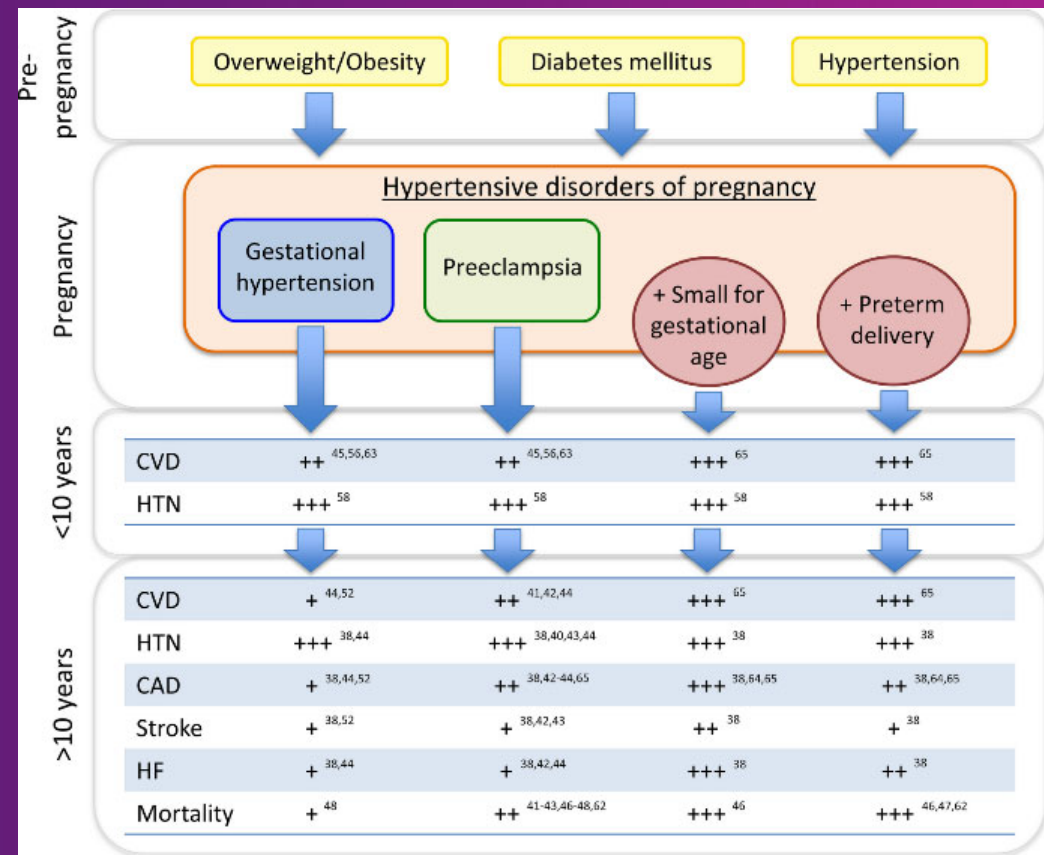 Pre-
pregnancy
Overweight/Obesity
Diabetes mellitus
Hypertension
Pregnancy
Hypertensive disorders of pregnancy
Gestational
hypertension
Preeclampsia
+ Small for
gestational
age
+ Preterm
delivery
<10 years
CVD ++ 45,56,63 ++ 45,56,63 +++ 65 +++ 65
HTN +++ 58 +++ 58 +++ 58 +++ 58
>10 years
CVD + 44,52 ++ 41,42,44 +++ 65 +++ 65
HTN +++ 38,44 +++ 38,40,43,44 +++ 38 +++ 38
CAD + 38,44,52 ++ 38,42-44,65 +++ 38,64,65 ++ 38,64,65
Stroke + 38,52 + 38,42,43 ++ 38 + 38
HF + 38,44 + 38,42,44 +++ 38 ++ 38
Mortality + 48 ++ 41-43,46-48,62 +++ 46 +++ 46,47,62